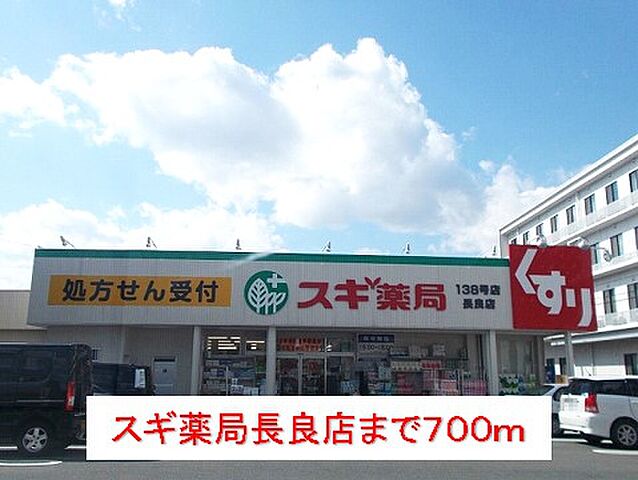 処方せん受付
スギ薬局
138号店
長良店
くすり
スギ薬局長良店まで700m